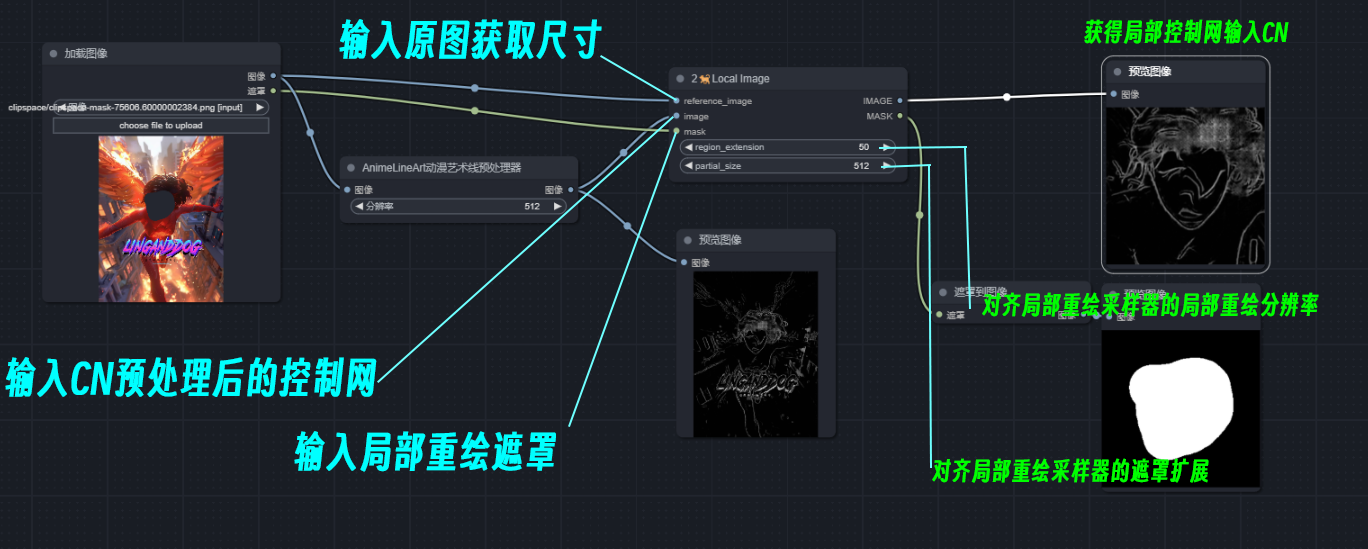 输入原图获取尺寸
获得局部控制网输入CN
加载图像
图像
遮罩
图像
clipspace/clipspace-mask-75606.60000002384.png [input]
choose file to upload
LINGANDDOG
AnimeLineArt动漫艺术线预处理器
图像
图像
分辨率
512
2🐕Local Image
reference_image
IMAGE
image
MASK
mask
region_extension
50
partial_size
512
预览图像
图像
预览图像
图像
LINGANDDOG
遮罩到图像
遮罩
图像
预览图像
图像
对齐局部重绘采样器的局部重绘分辨率
输入CN预处理后的控制网
输入局部重绘遮罩
对齐局部重绘采样器的遮罩扩展